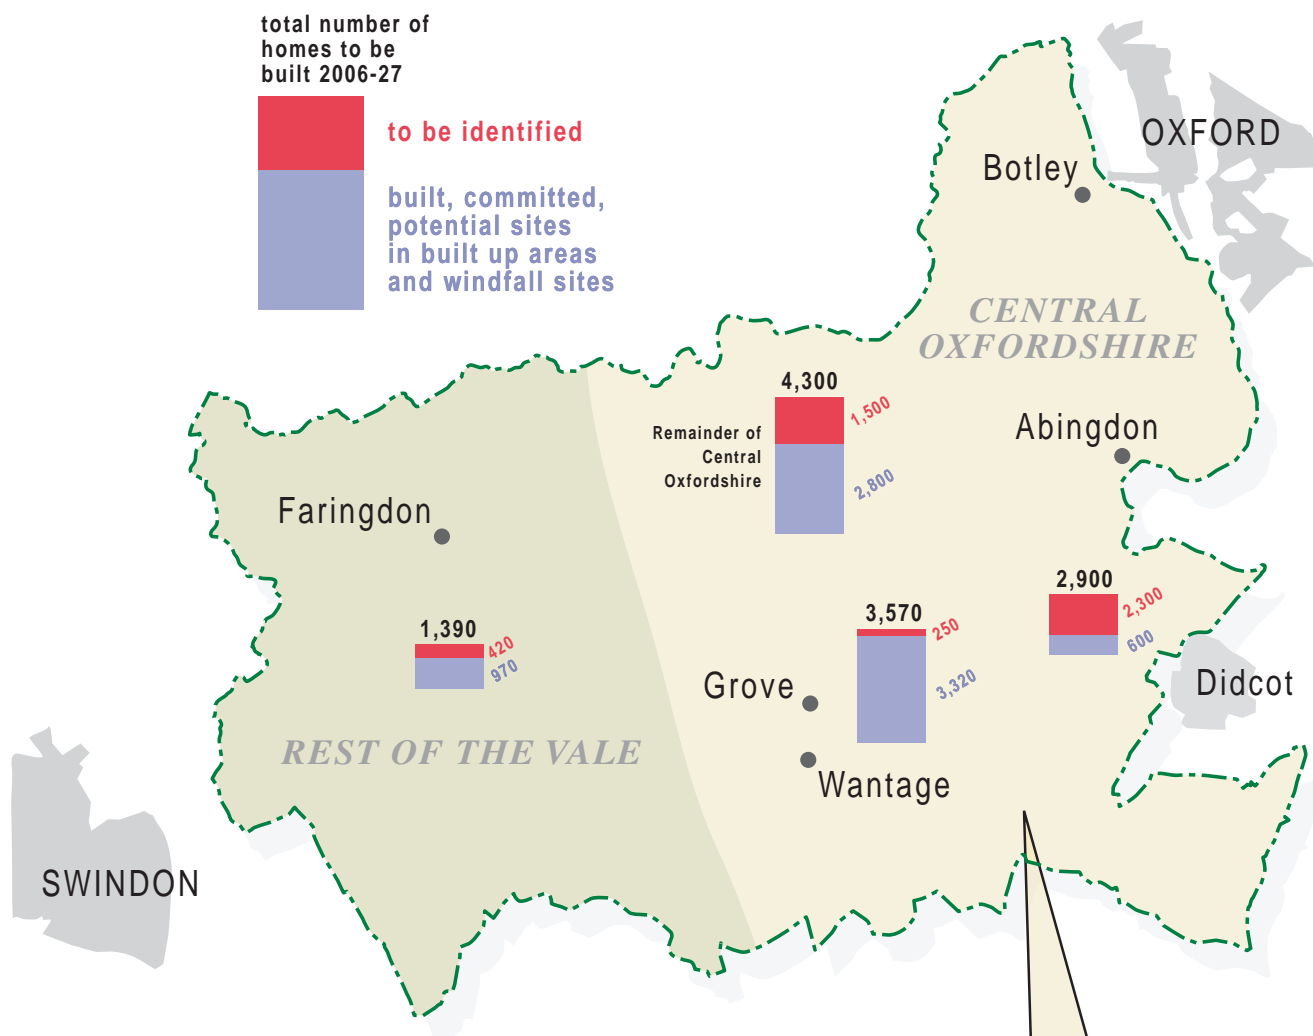 total number of
homes to be
built 2006-27
to be identified
built, committed,
potential sites
in built up areas
and windfall sites
OXFORD
Botley
CENTRAL
OXFORDSHIRE
4,300
1,500
2,800
Remainder of
Central
Oxfordshire
Abingdon
Faringdon
2,900
2,300
600
1,390
420
970
3,570
250
3,320
Grove
Didcot
REST OF THE VALE
Wantage
SWINDON